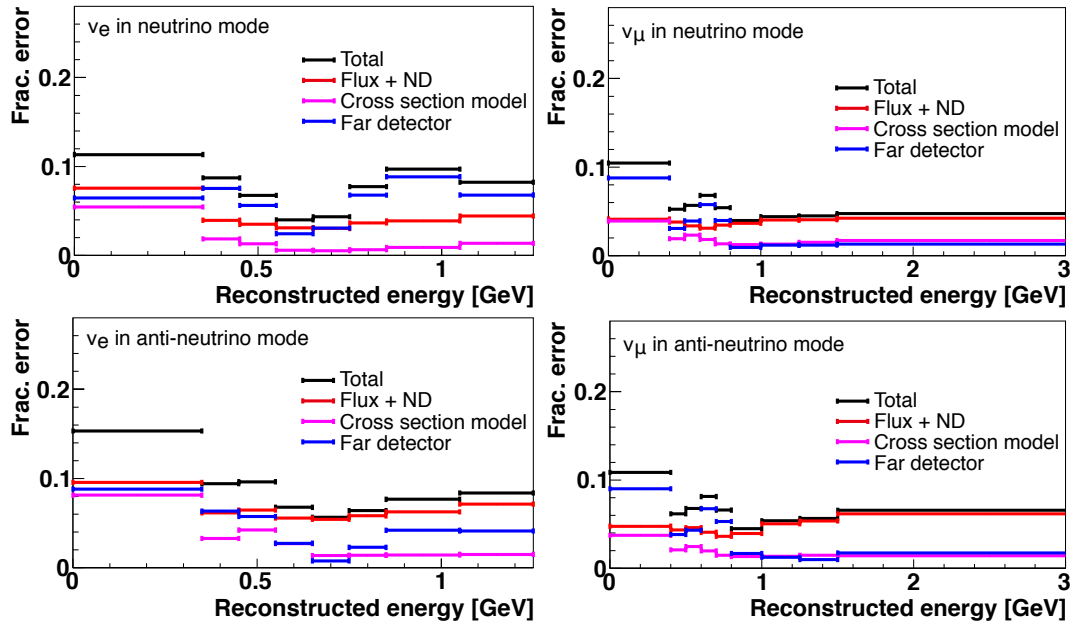 ν_e in neutrino mode
Total
Flux + ND
Cross section model
Far detector
Frac. error
0.2
0.1
0
0 0.5 1
Reconstructed energy [GeV]
ν_μ in neutrino mode
Total
Flux + ND
Cross section model
Far detector
Frac. error
0.2
0.1
0
0 1 2 3
Reconstructed energy [GeV]
ν_e in anti-neutrino mode
Total
Flux + ND
Cross section model
Far detector
Frac. error
0.2
0.1
0
0 0.5 1
Reconstructed energy [GeV]
ν_μ in anti-neutrino mode
Total
Flux + ND
Cross section model
Far detector
Frac. error
0.2
0.1
0
0 1 2 3
Reconstructed energy [GeV]